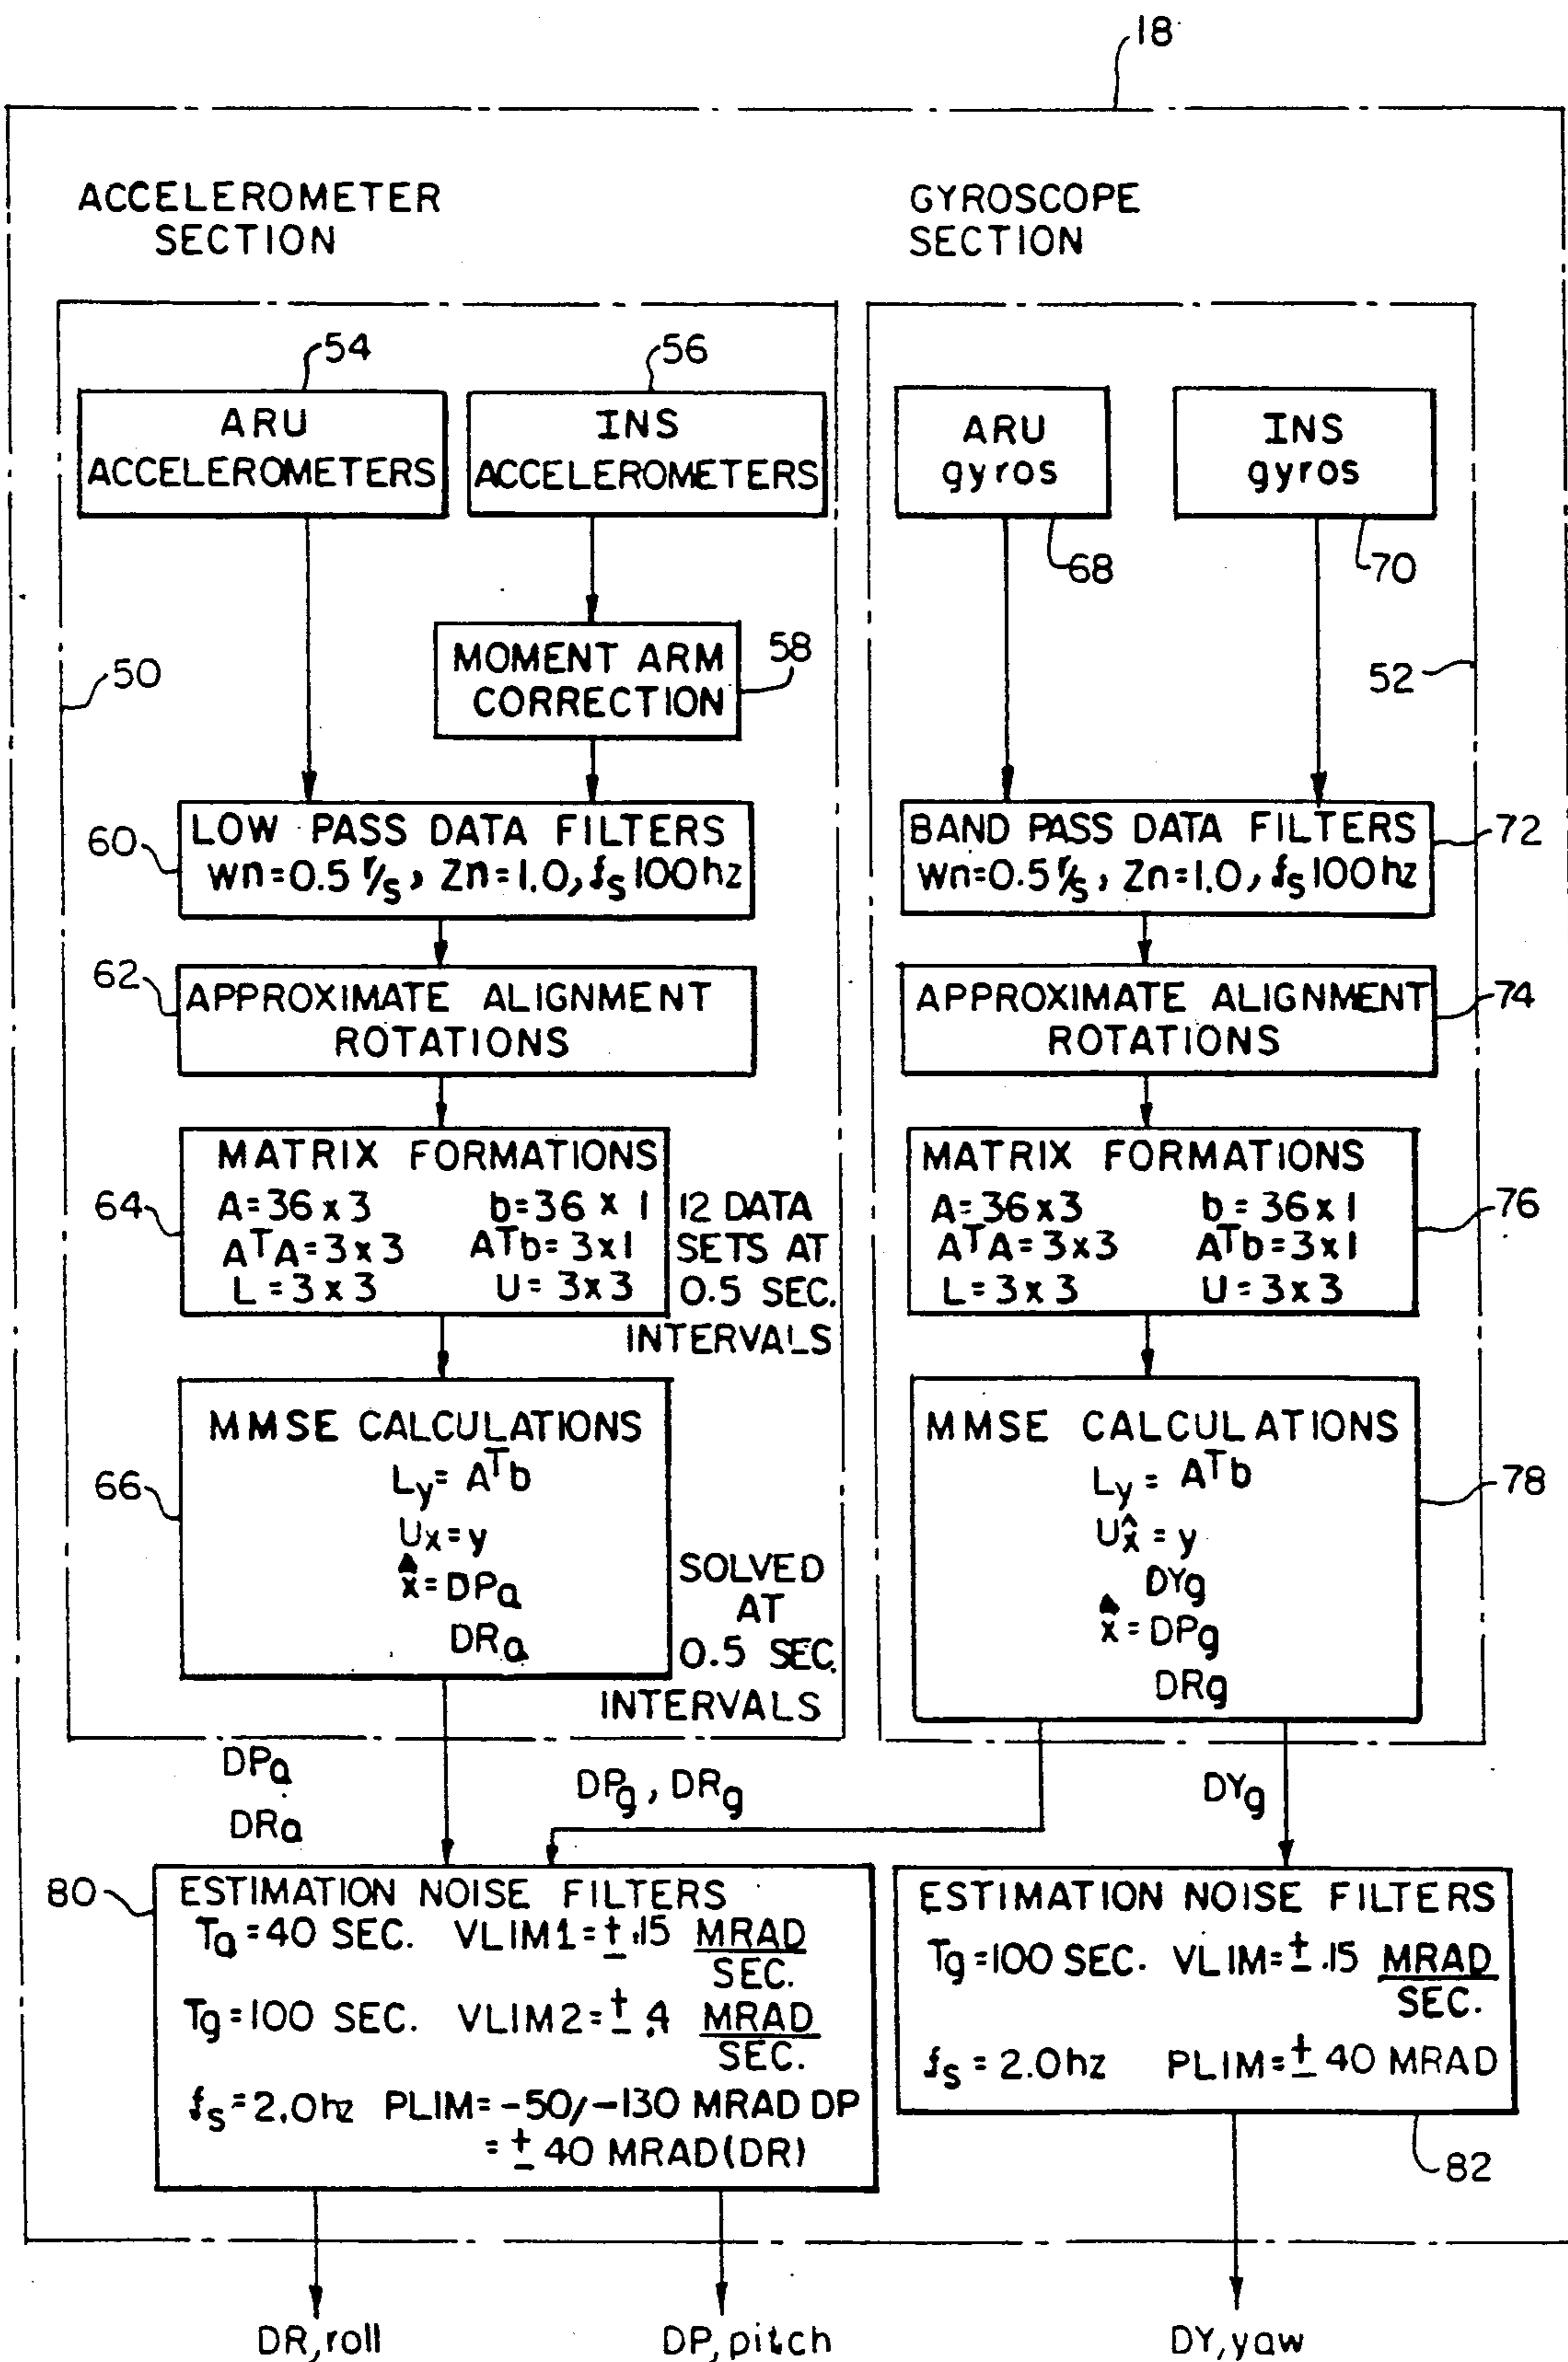 18
ACCELEROMETER
SECTION
GYROSCOPE
SECTION
54
56
ARU
ACCELEROMETERS
INS
ACCELEROMETERS
ARU
gyros
INS
gyros
68
70
50
MOMENT ARM
CORRECTION
58
52
60
LOW PASS DATA FILTERS
Wn=0.5 r/s, Zn=1.0, fs 100hz
BAND PASS DATA FILTERS
Wn=0.5 r/s, Zn=1.0, fs 100hz
72
62
APPROXIMATE ALIGNMENT
ROTATIONS
APPROXIMATE ALIGNMENT
ROTATIONS
74
64
MATRIX FORMATIONS
A=36 x 3 b=36 x 1
AᵀA=3 x 3 Aᵀb=3x1
L=3 x 3 U=3x3
12 DATA
SETS AT
0.5 SEC.
INTERVALS
MATRIX FORMATIONS
A=36x3 b=36x1
AᵀA=3x3 Aᵀb=3x1
L=3x3 U=3x3
76
66
MMSE CALCULATIONS
Ly=Aᵀb
Ux=y
x̂=DPa
DRa
SOLVED
AT
0.5 SEC.
INTERVALS
MMSE CALCULATIONS
Ly=Aᵀb
Ux̂=y
DYg
x̂=DPg
DRg
78
DPa
DRa
DPg, DRg
DYg
80
ESTIMATION NOISE FILTERS
Ta=40 SEC. VLIM1=±.15 MRAD/SEC.
Tg=100 SEC. VLIM2=±.4 MRAD/SEC.
fs=2.0hz PLIM=-50/-130 MRAD DP
=±40 MRAD(DR)
ESTIMATION NOISE FILTERS
Tg=100 SEC. VLIM=±.15 MRAD/SEC.
fs=2.0hz PLIM=±40 MRAD
82
DR,roll
DP,pitch
DY,yaw